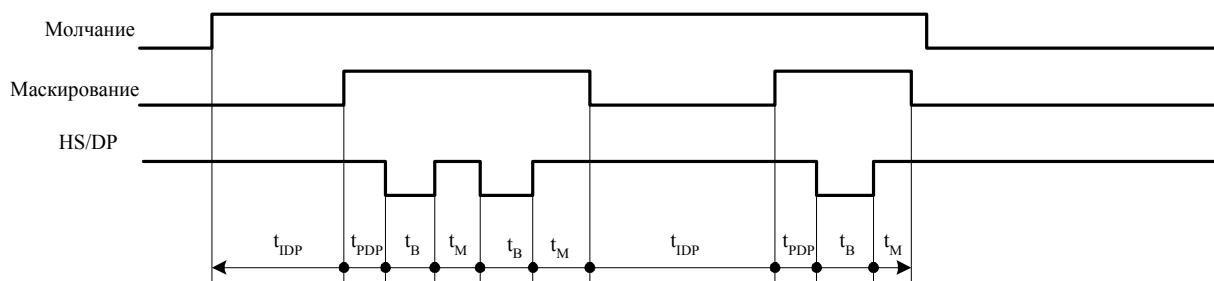 Молчание
Маскирование
HS/DP
tIDP tPDP tB tM tB tM tIDP tPDP tB tM